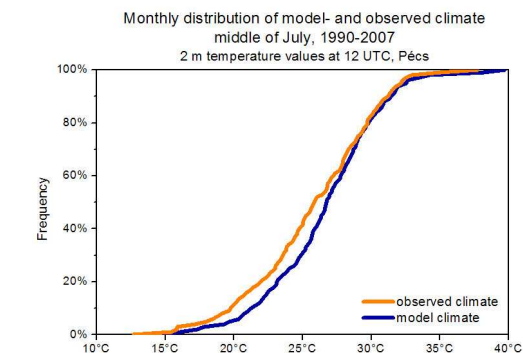 Monthly distribution of model- and observed climate
middle of July, 1990-2007
2 m temperature values at 12 UTC, Pécs
100%
80%
60%
40%
20%
0%
Frequency
observed climate
model climate
10°C 15°C 20°C 25°C 30°C 35°C 40°C